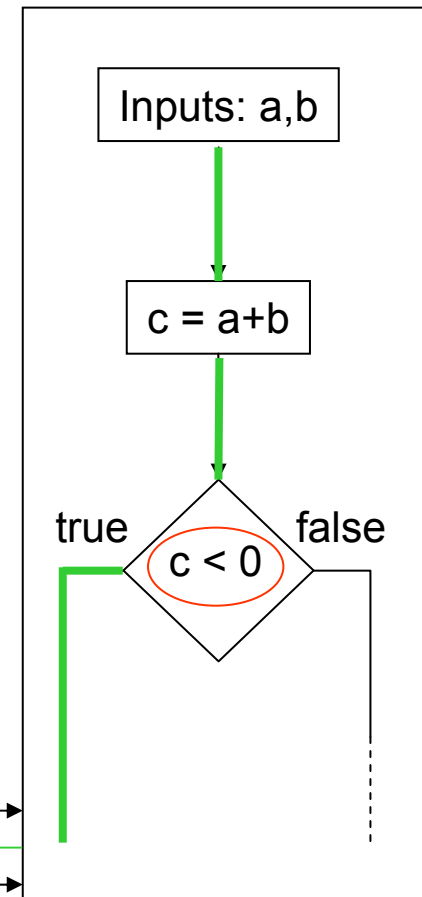 Inputs: a,b
c = a+b
true
false
c < 0